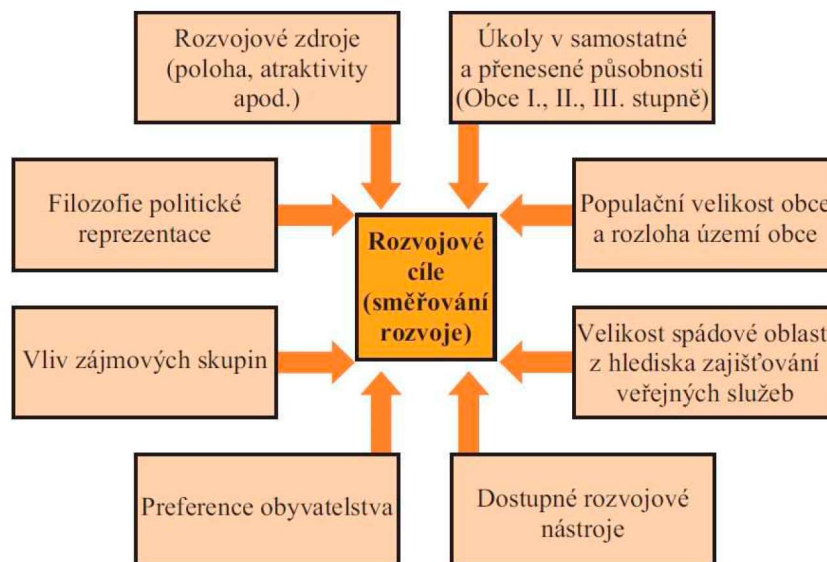 Rozvojové zdroje
(poloha, atraktivity
apod.)
Úkoly v samostatné
a přenesené působnosti
(Obce I., II., III. stupně)
Filozofie politické
reprezentace
Populační velikost obce
a rozloha území obce
Rozvojové
cíle
(směřování
rozvoje)
Vliv zájmových skupin
Velikost spádové oblast
z hlediska zajišťování
veřejných služeb
Preference obyvatelstva
Dostupné rozvojové
nástroje